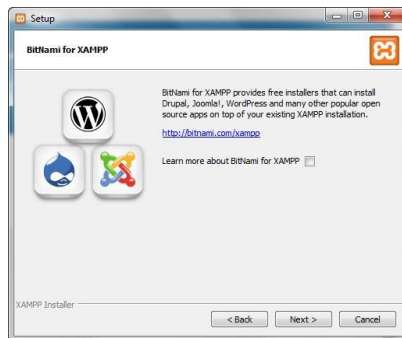 Setup
BitNami for XAMPP
BitNami for XAMPP provides free installers that can install
Drupal, Joomla!, WordPress and many other popular open
source apps on top of your existing XAMPP installation.
http://bitnami.com/xampp
Learn more about BitNami for XAMPP
XAMPP Installer
< Back
Next >
Cancel